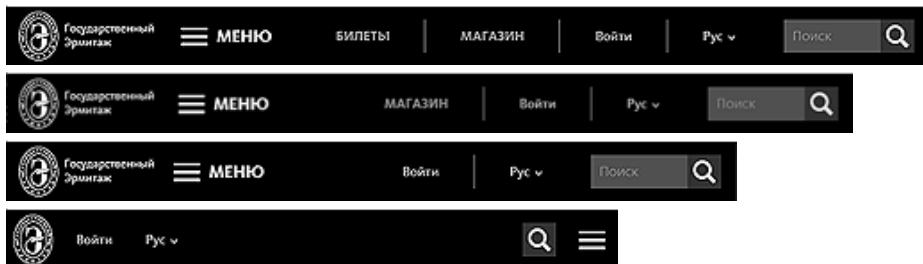 Государственный
Эрмитаж
МЕНЮ БИЛЕТЫ МАГАЗИН Войти Рус Поиск
Государственный
Эрмитаж
МЕНЮ МАГАЗИН Войти Рус Поиск
Государственный
Эрмитаж
МЕНЮ Войти Рус Поиск
Войти Рус